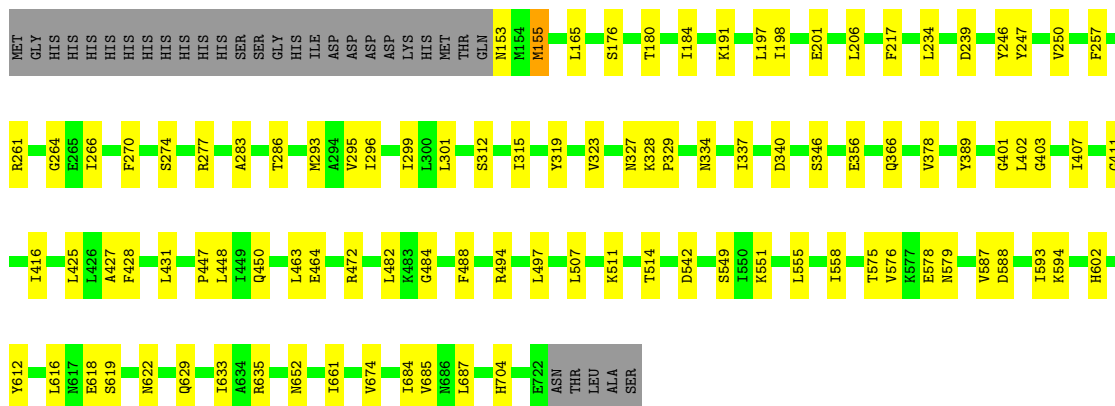 MET GLY HIS HIS HIS HIS HIS HIS HIS HIS HIS HIS SER SER GLY HIS ILE ASP ASP ASP ASP LYS HIS MET THR GLN N153 M154 M155 L165 S176 T180 I184 K191 L197 I198 E201 L206 F217 L234 D239 Y246 Y247 V250 F257
R261 G264 E265 I266 F270 S274 R277 A283 T286 M293 A294 V295 I296 I299 L300 L301 S312 I315 Y319 V323 N327 K328 P329 N334 I337 D340 S346 E356 Q366 V378 Y389 G401 L402 G403 I407
I416 L425 L426 A427 F428 L431 P447 L448 I449 Q450 L463 E464 R472 L482 K483 G484 F488 R494 L497 L507 K511 T514 D542 S549 I550 K551 L555 I558 T575 V576 K577 E578 N579 V587 D588 I593 K594 H602
Y612 L616 N617 E618 S619 N622 Q629 I633 A634 R635 N652 I661 V674 I684 V685 N686 L687 H704 E722 ASN THR LEU ALA SER